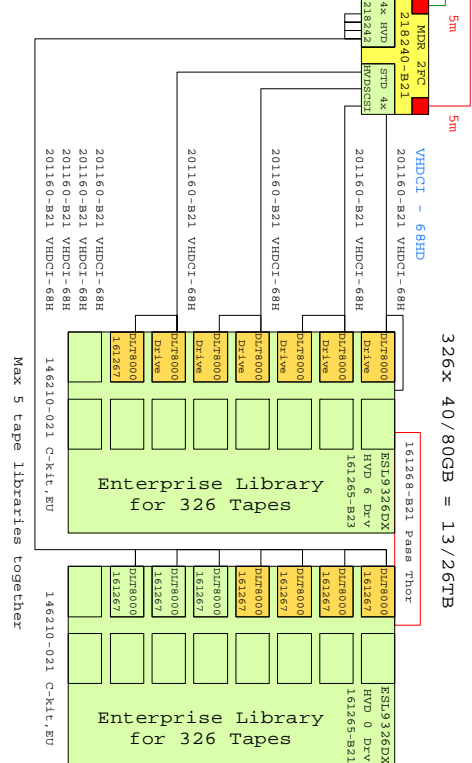 5m
5m
MDR 2FC
218240-B21
4x HVD
218242
STD 4x
HVDSCSI
VHDCI - 68HD
201160-B21 VHDCI-68H
201160-B21 VHDCI-68H
201160-B21 VHDCI-68H
201160-B21 VHDCI-68H
201160-B21 VHDCI-68H
201160-B21 VHDCI-68H
201160-B21 VHDCI-68H
201160-B21 VHDCI-68H
326x 40/80GB = 13/26TB
161268-B21 Pass Thor
ESL9326DX
HVD 6 Drv
161265-B23
DLT8000
161267
DLT8000
Drive
DLT8000
Drive
DLT8000
Drive
DLT8000
Drive
DLT8000
Drive
DLT8000
Drive
Enterprise Library
for 326 Tapes
146210-021 C-kit,EU
Max 5 tape libraries together
ESL9326DX
HVD 0 Drv
161265-B21
DLT8000
161267
DLT8000
161267
DLT8000
161267
DLT8000
161267
DLT8000
161267
DLT8000
161267
DLT8000
161267
Enterprise Library
for 326 Tapes
146210-021 C-kit,EU